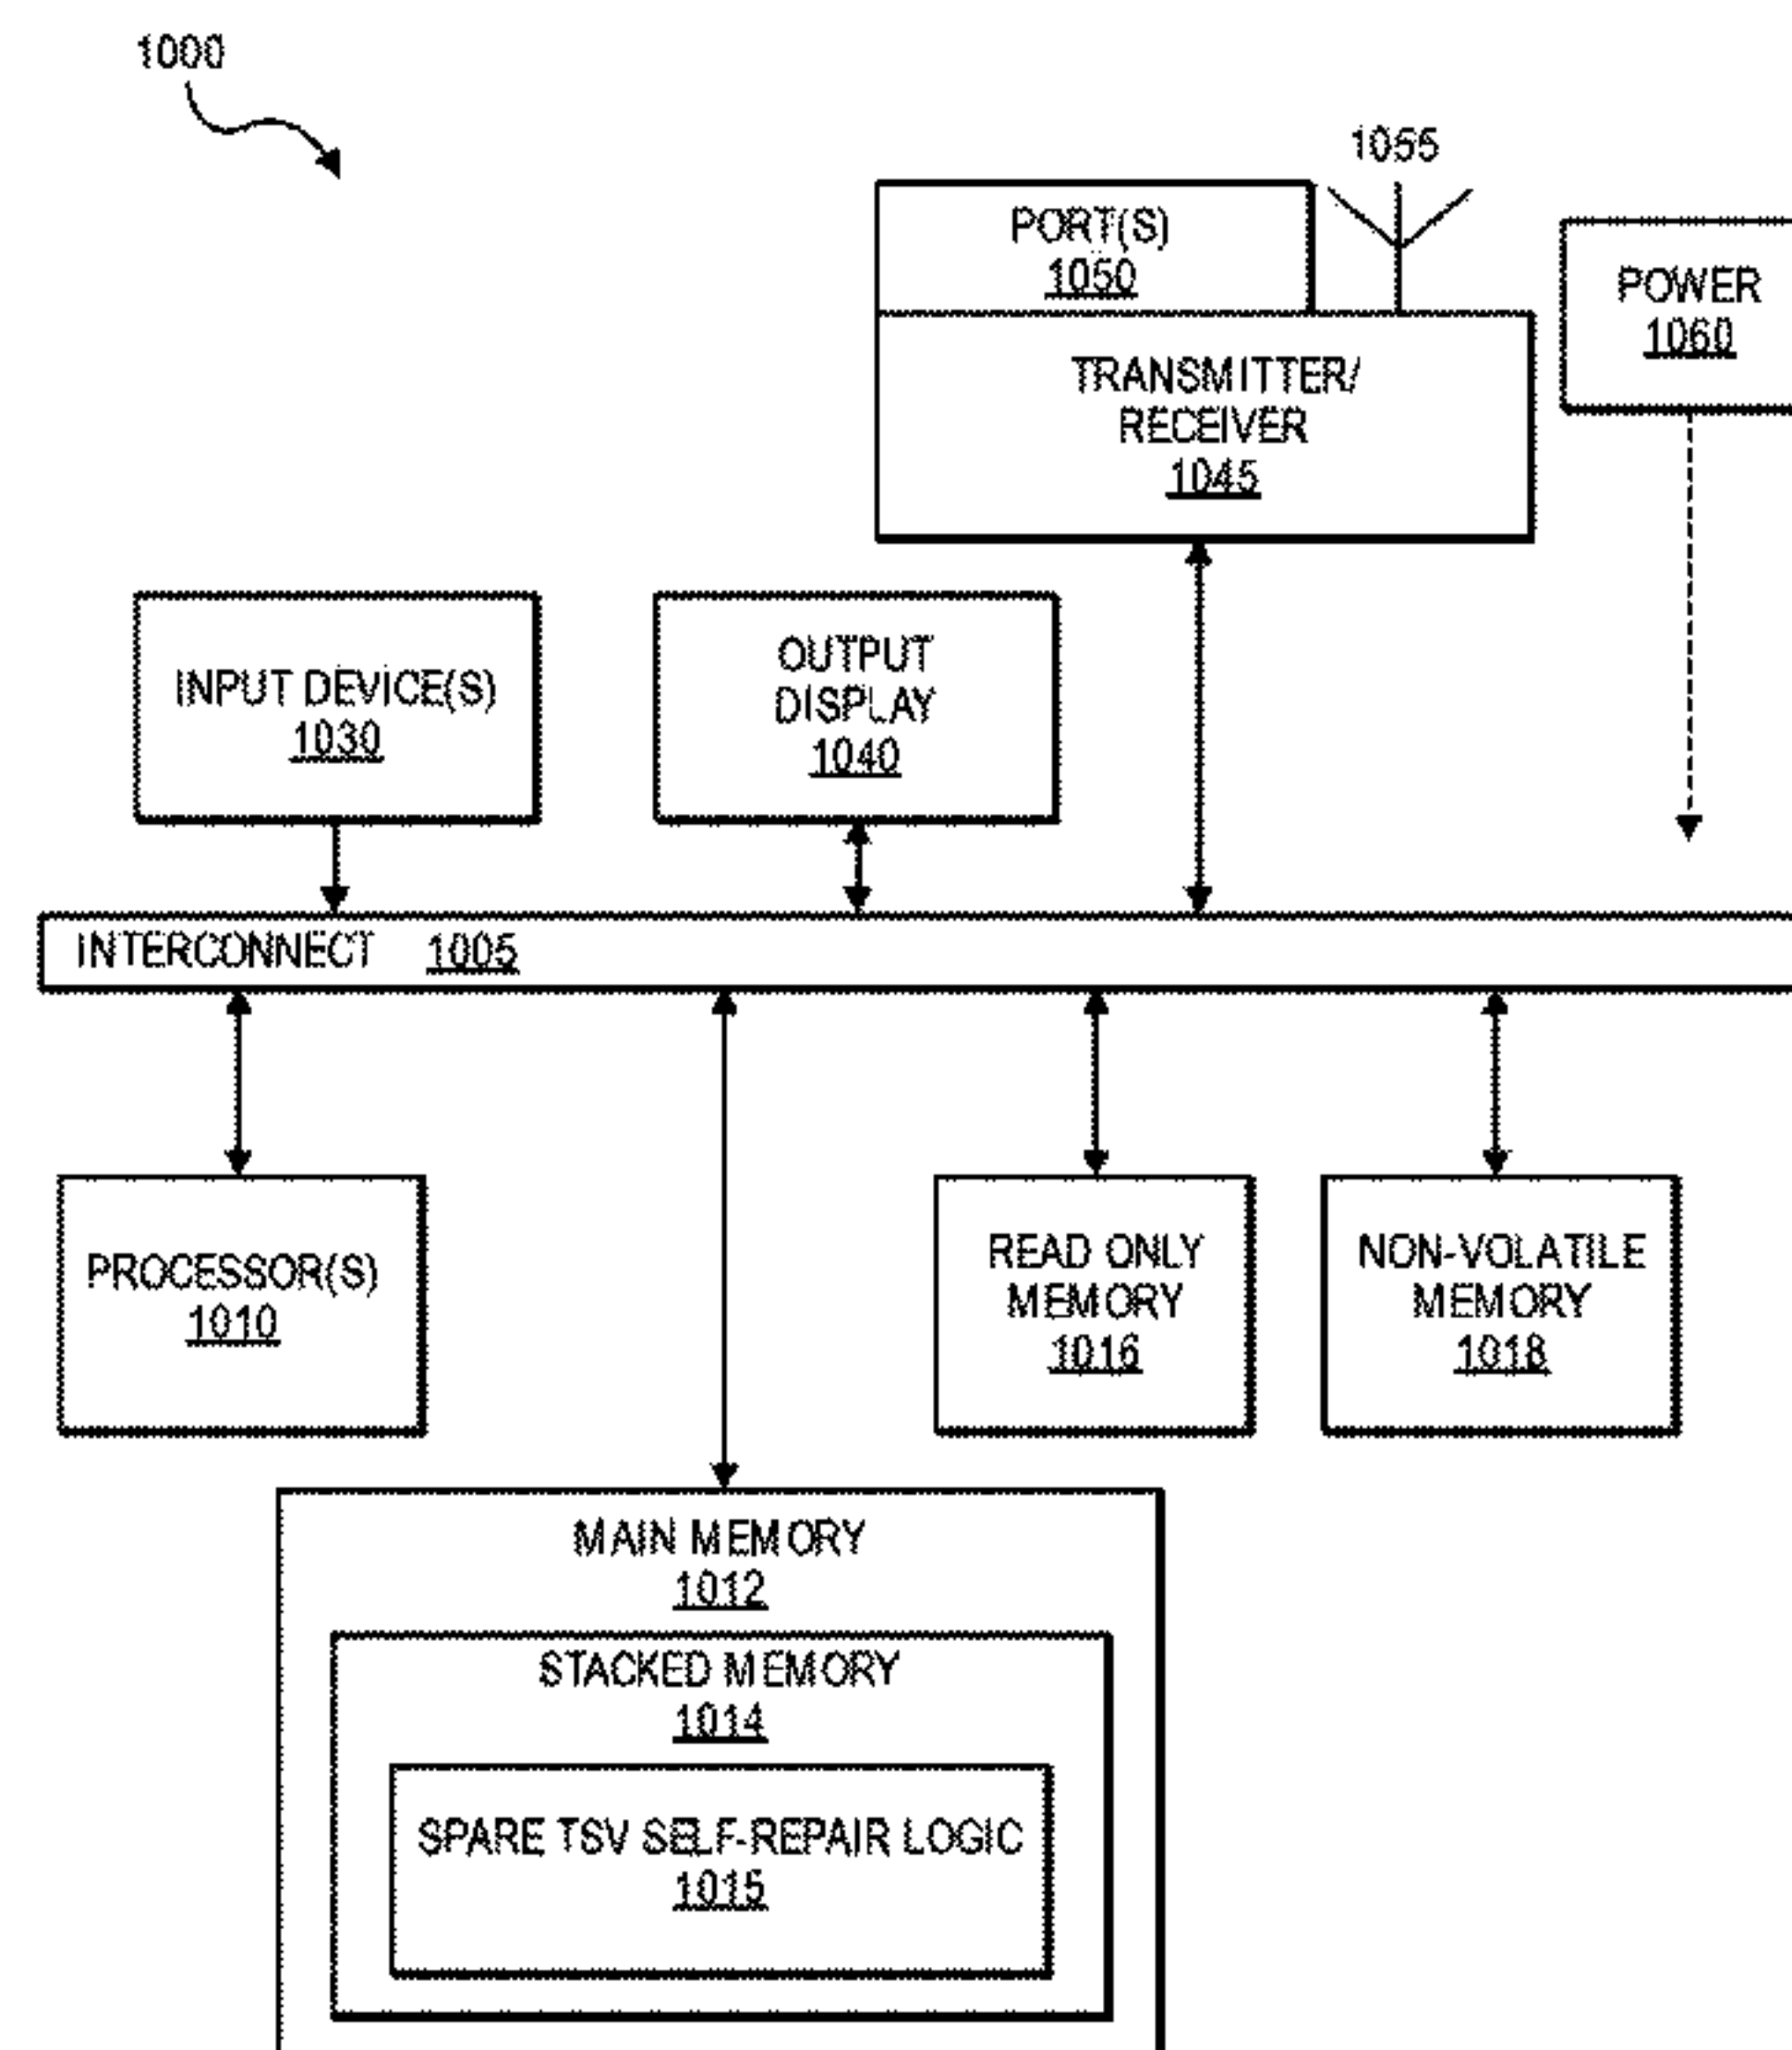 1000
1055
PORT(S)
1050
POWER
1060
TRANSMITTER/
RECEIVER
1045
INPUT DEVICE(S)
1030
OUTPUT
DISPLAY
1040
INTERCONNECT 1005
PROCESSOR(S)
1010
READ ONLY
MEMORY
1016
NON-VOLATILE
MEMORY
1018
MAIN MEMORY
1012
STACKED MEMORY
1014
SPARE TSV SELF-REPAIR LOGIC
1015